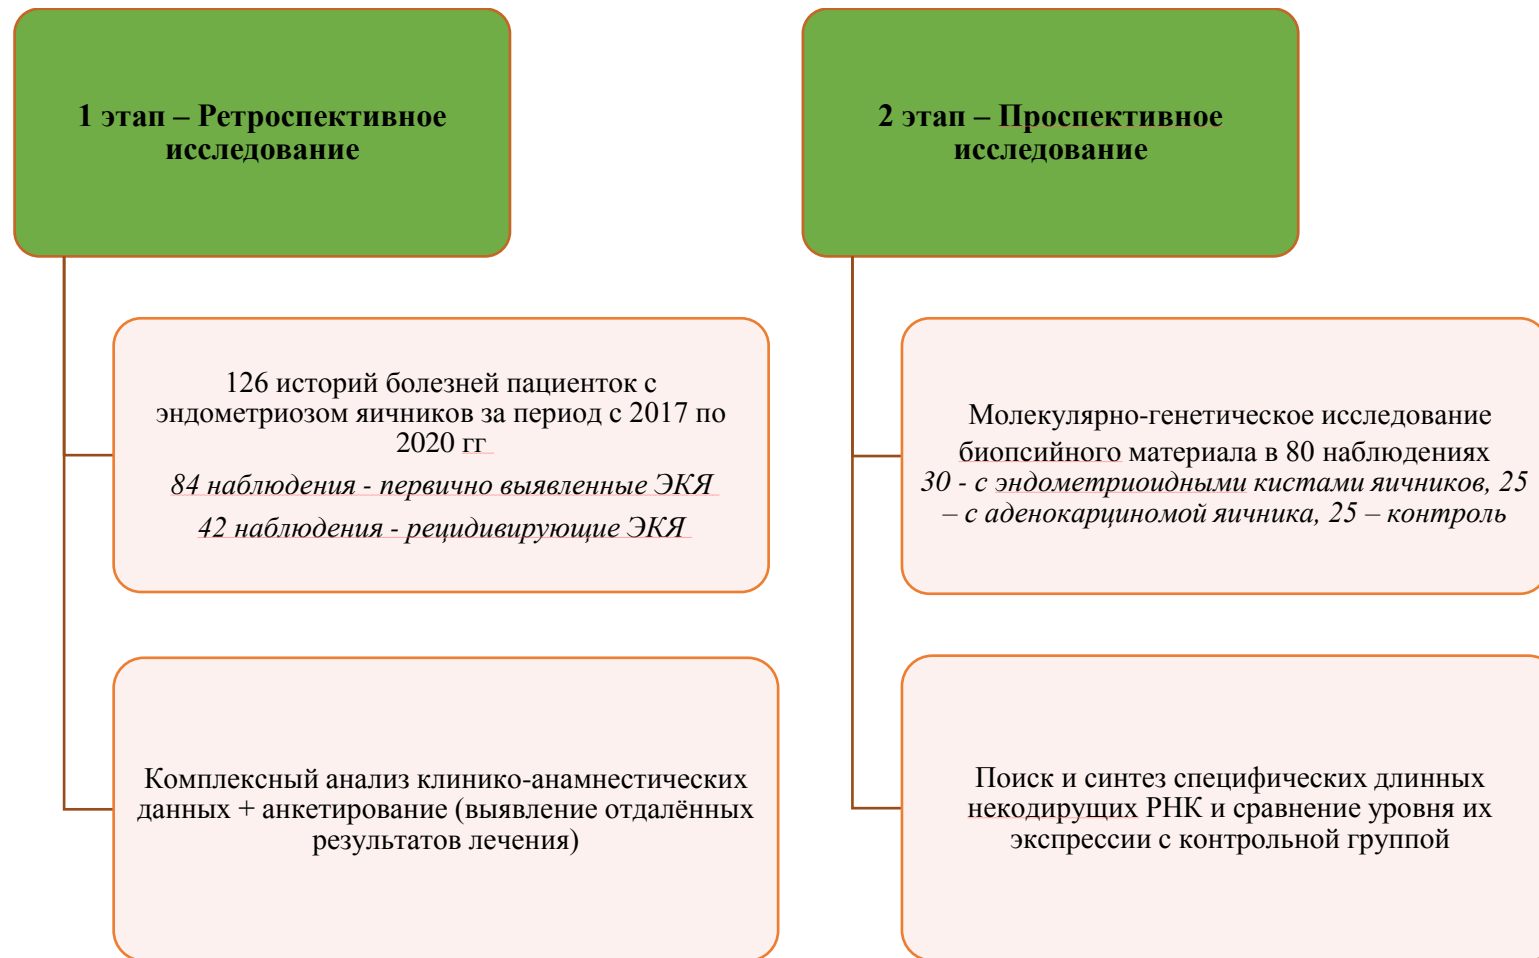 1 этап – Ретроспективное
исследование
126 историй болезней пациенток с
эндометриозом яичников за период с 2017 по
2020 гг
84 наблюдения - первично выявленные ЭКЯ
42 наблюдения - рецидивирующие ЭКЯ
Комплексный анализ клинико-анамнестических
данных + анкетирование (выявление отдалённых
результатов лечения)
2 этап – Проспективное
исследование
Молекулярно-генетическое исследование
биопсийного материала в 80 наблюдениях
30 - с эндометриоидными кистами яичников, 25
– с аденокарциномой яичника, 25 – контроль
Поиск и синтез специфических длинных
некодирущих РНК и сравнение уровня их
экспрессии с контрольной группой